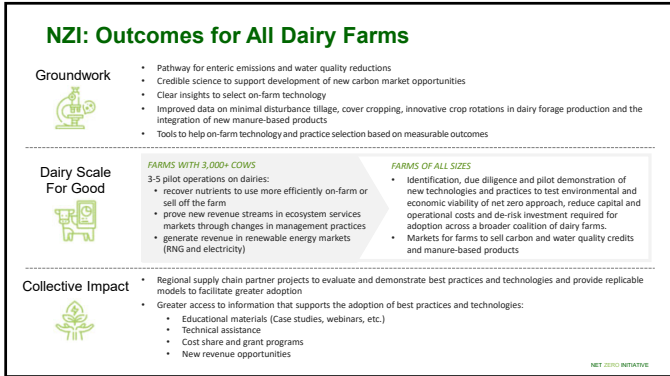 NZI: Outcomes for All Dairy Farms
Groundwork
• Pathway for enteric emissions and water quality reductions
• Credible science to support development of new carbon market opportunities
• Clear insights to select on-farm technology
• Improved data on minimal disturbance tillage, cover cropping, innovative crop rotations in dairy forage production and the
integration of new manure-based products
• Tools to help on-farm technology and practice selection based on measurable outcomes
Dairy Scale
For Good
FARMS WITH 3,000+ COWS
3-5 pilot operations on dairies:
• recover nutrients to use more efficiently on-farm or
sell off the farm
• prove new revenue streams in ecosystem services
markets through changes in management practices
• generate revenue in renewable energy markets
(RNG and electricity)
FARMS OF ALL SIZES
• Identification, due diligence and pilot demonstration of
new technologies and practices to test environmental and
economic viability of net zero approach, reduce capital and
operational costs and de-risk investment required for
adoption across a broader coalition of dairy farms.
• Markets for farms to sell carbon and water quality credits
and manure-based products
Collective Impact
• Regional supply chain partner projects to evaluate and demonstrate best practices and technologies and provide replicable
models to facilitate greater adoption
• Greater access to information that supports the adoption of best practices and technologies:
• Educational materials (Case studies, webinars, etc.)
• Technical assistance
• Cost share and grant programs
• New revenue opportunities
NET ZERO INITIATIVE